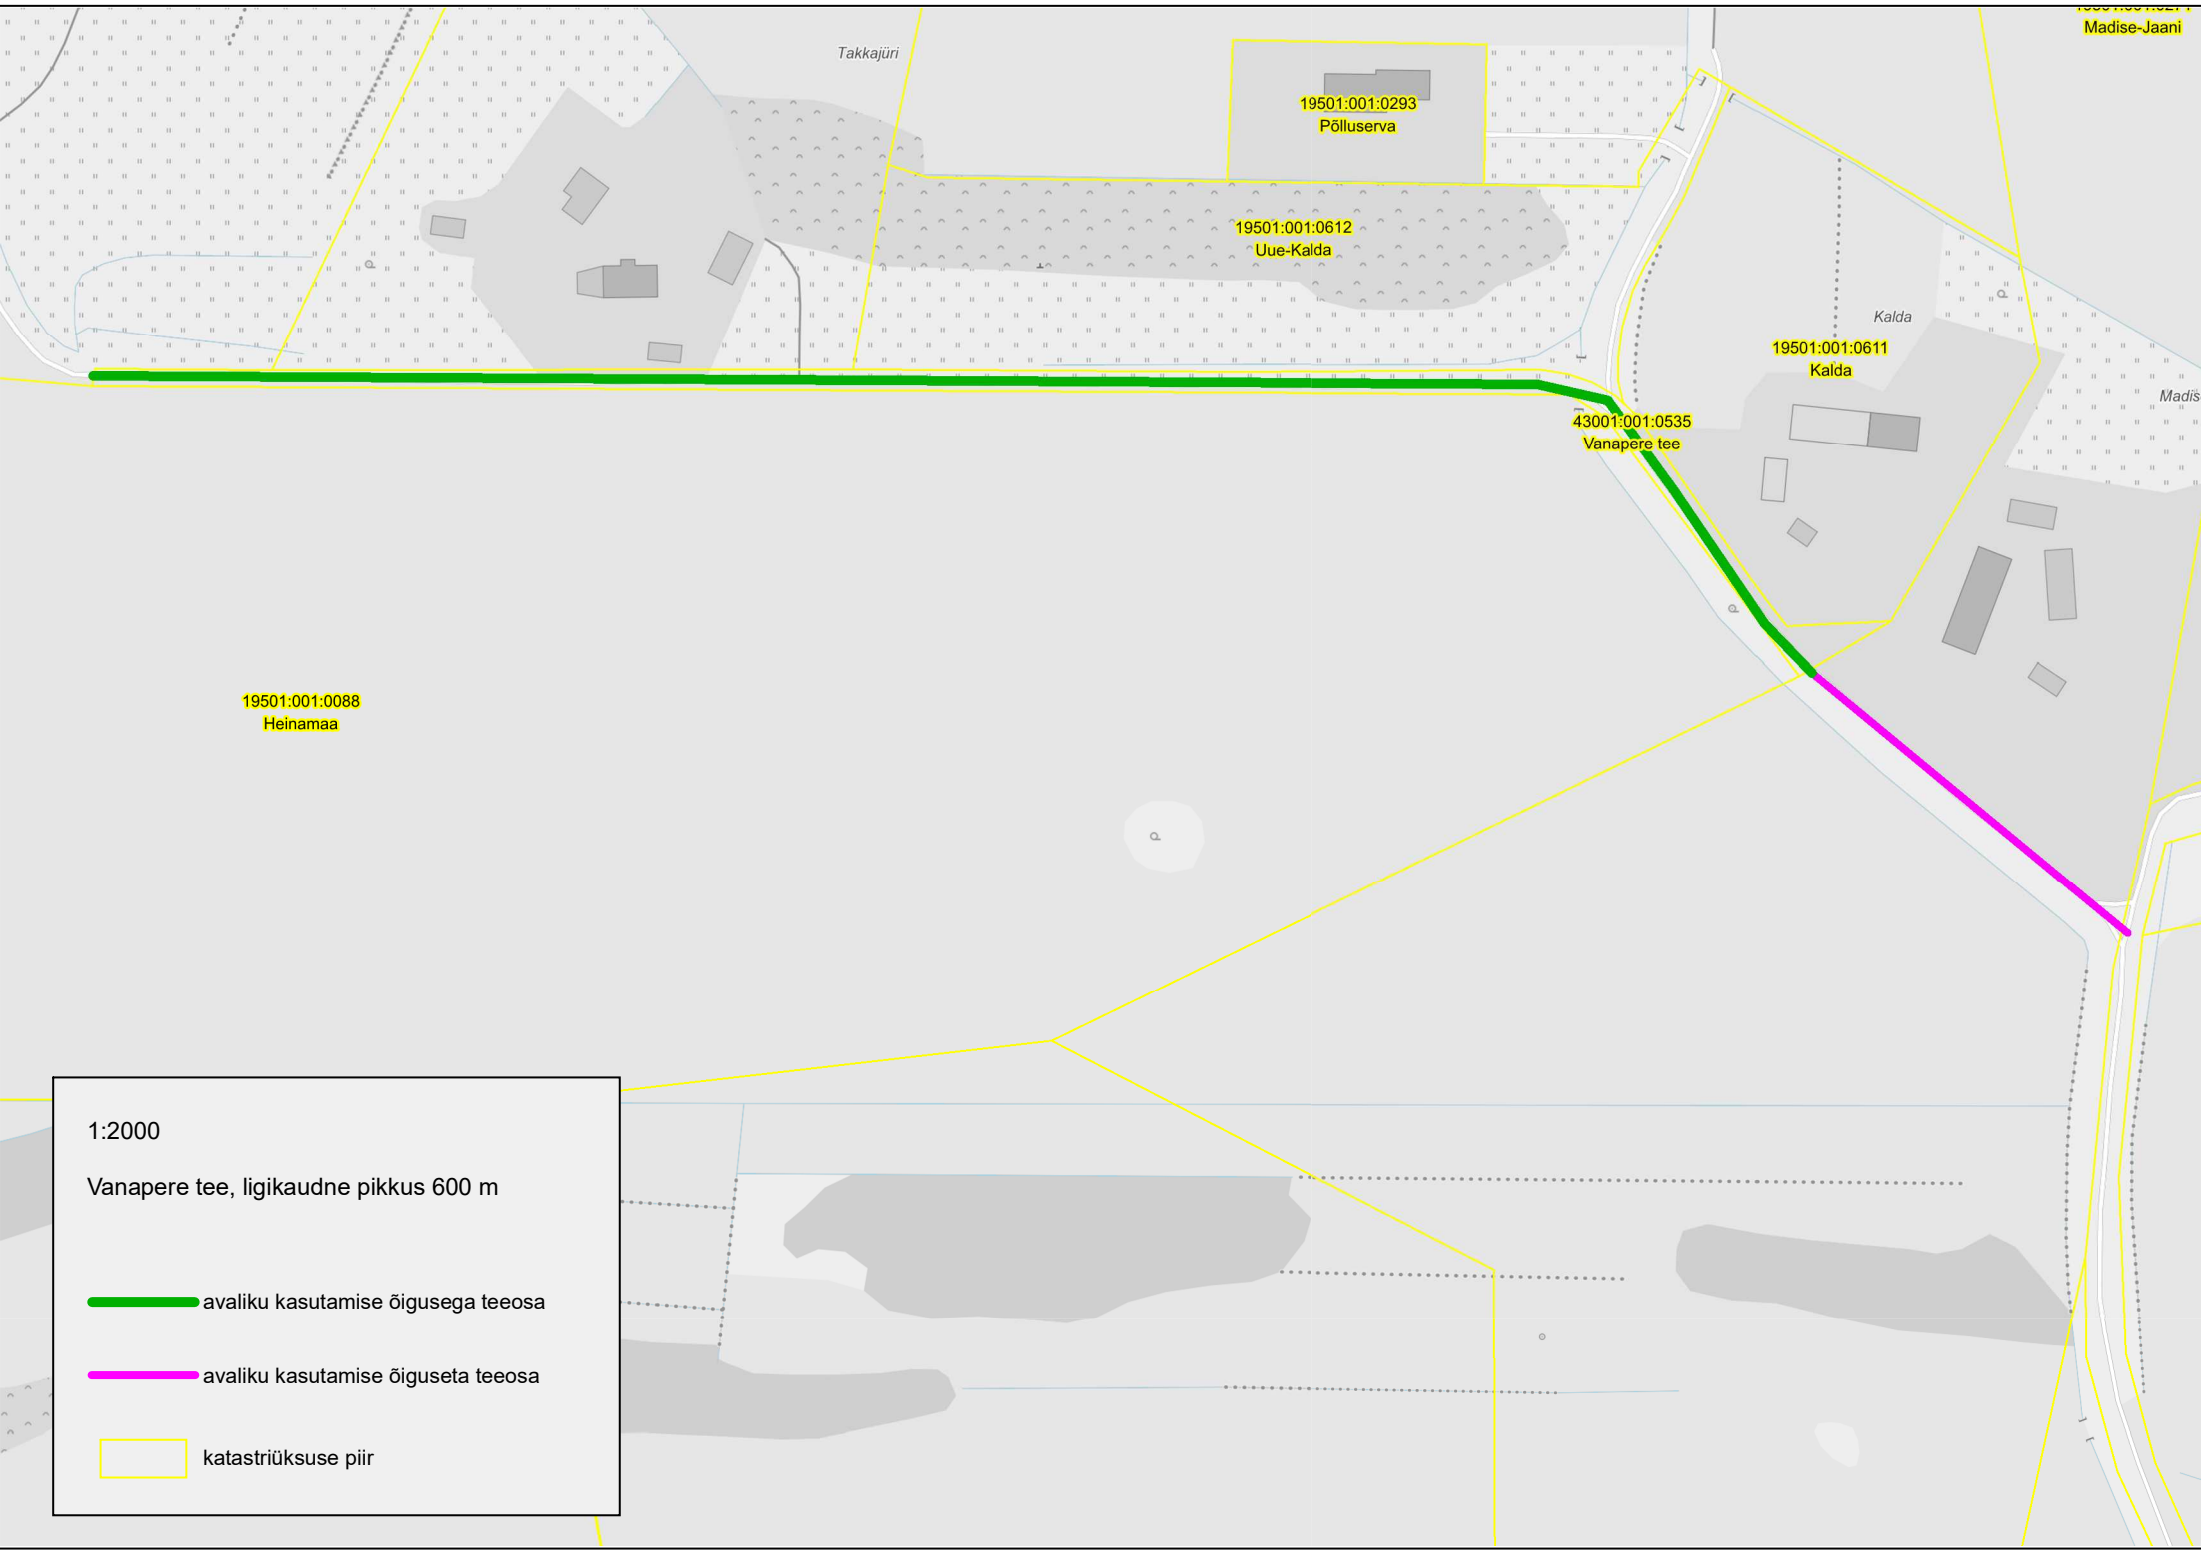 Madise-Jaani
Takkajüri
19501:001:0293
Põlluserva
19501:001:0612
Uue-Kalda
Kalda
19501:001:0611
Kalda
Madis
43001:001:0535
Vanapere tee
19501:001:0088
Heinamaa
1:2000
Vanapere tee, ligikaudne pikkus 600 m
avaliku kasutamise õigusega teeosa
avaliku kasutamise õiguseta teeosa
katastriüksuse piir